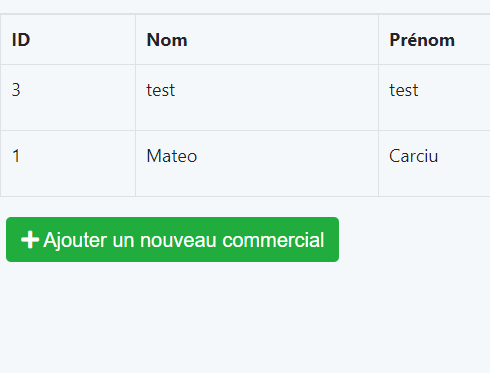 ID Nom Prénom
3 test test
1 Mateo Carciu
Ajouter un nouveau commercial